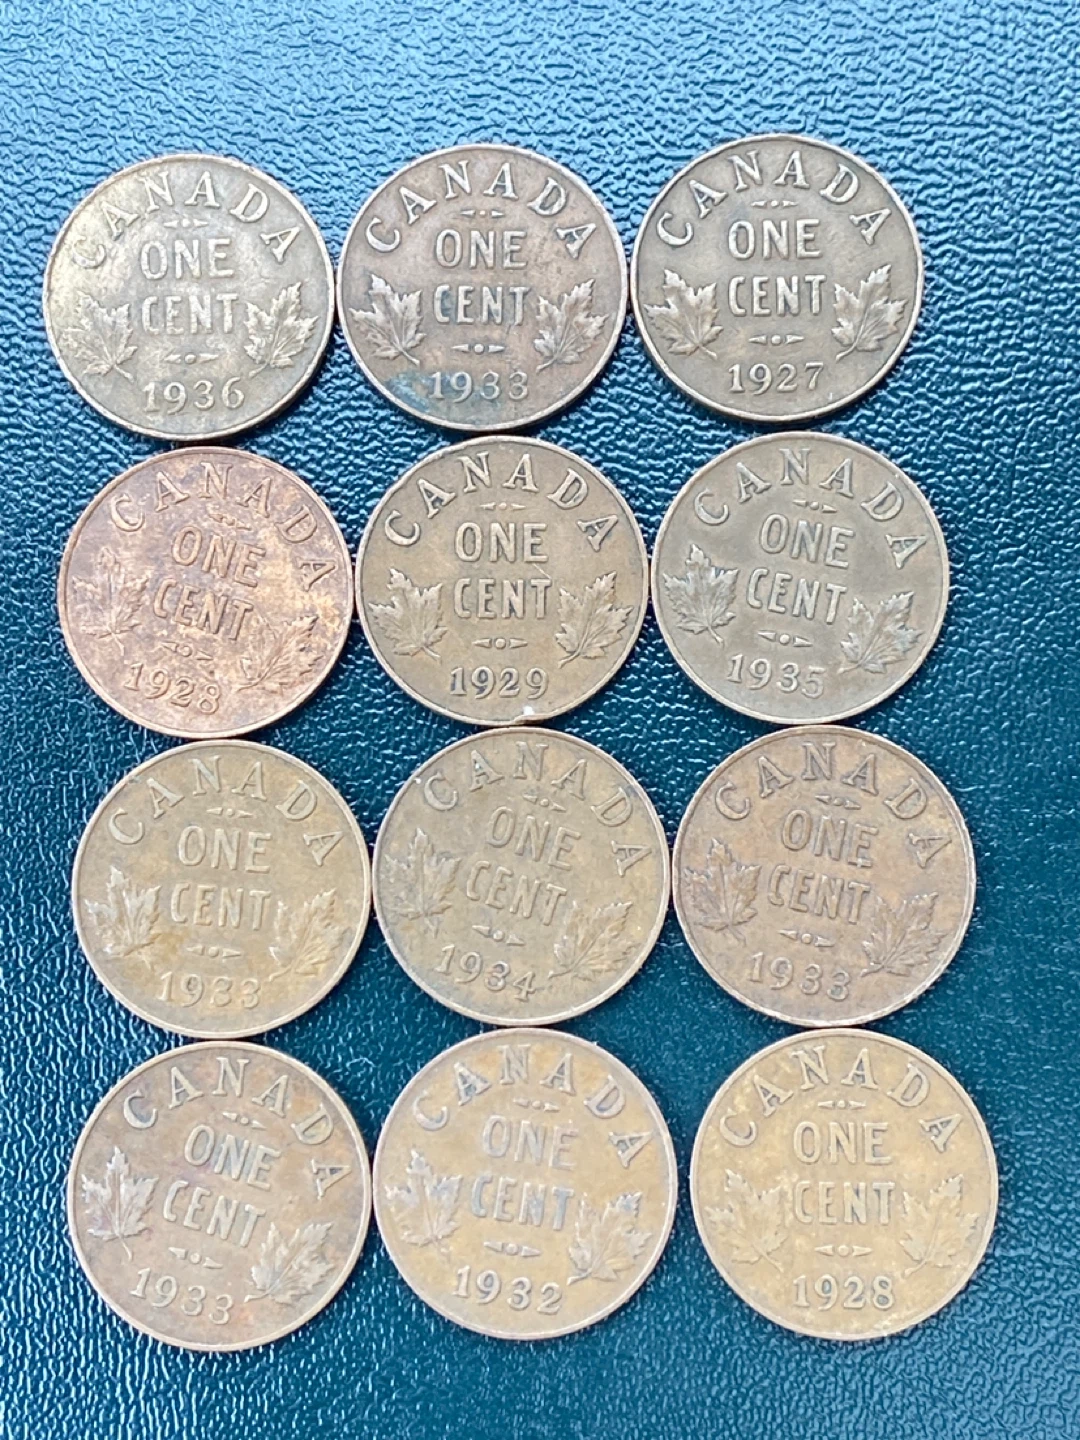 CANADA
ONE
CENT
1936
CANADA
ONE
CENT
1933
CANADA
ONE
CENT
1927
CANADA
ONE
CENT
1928
CANADA
ONE
CENT
1929
CANADA
ONE
CENT
1935
CANADA
ONE
CENT
1933
CANADA
ONE
CENT
1934
CANADA
ONE
CENT
1933
CANADA
ONE
CENT
1933
CANADA
ONE
CENT
1932
CANADA
ONE
CENT
1928